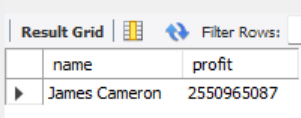 Result Grid Filter Rows:
name profit
James Cameron 2550965087